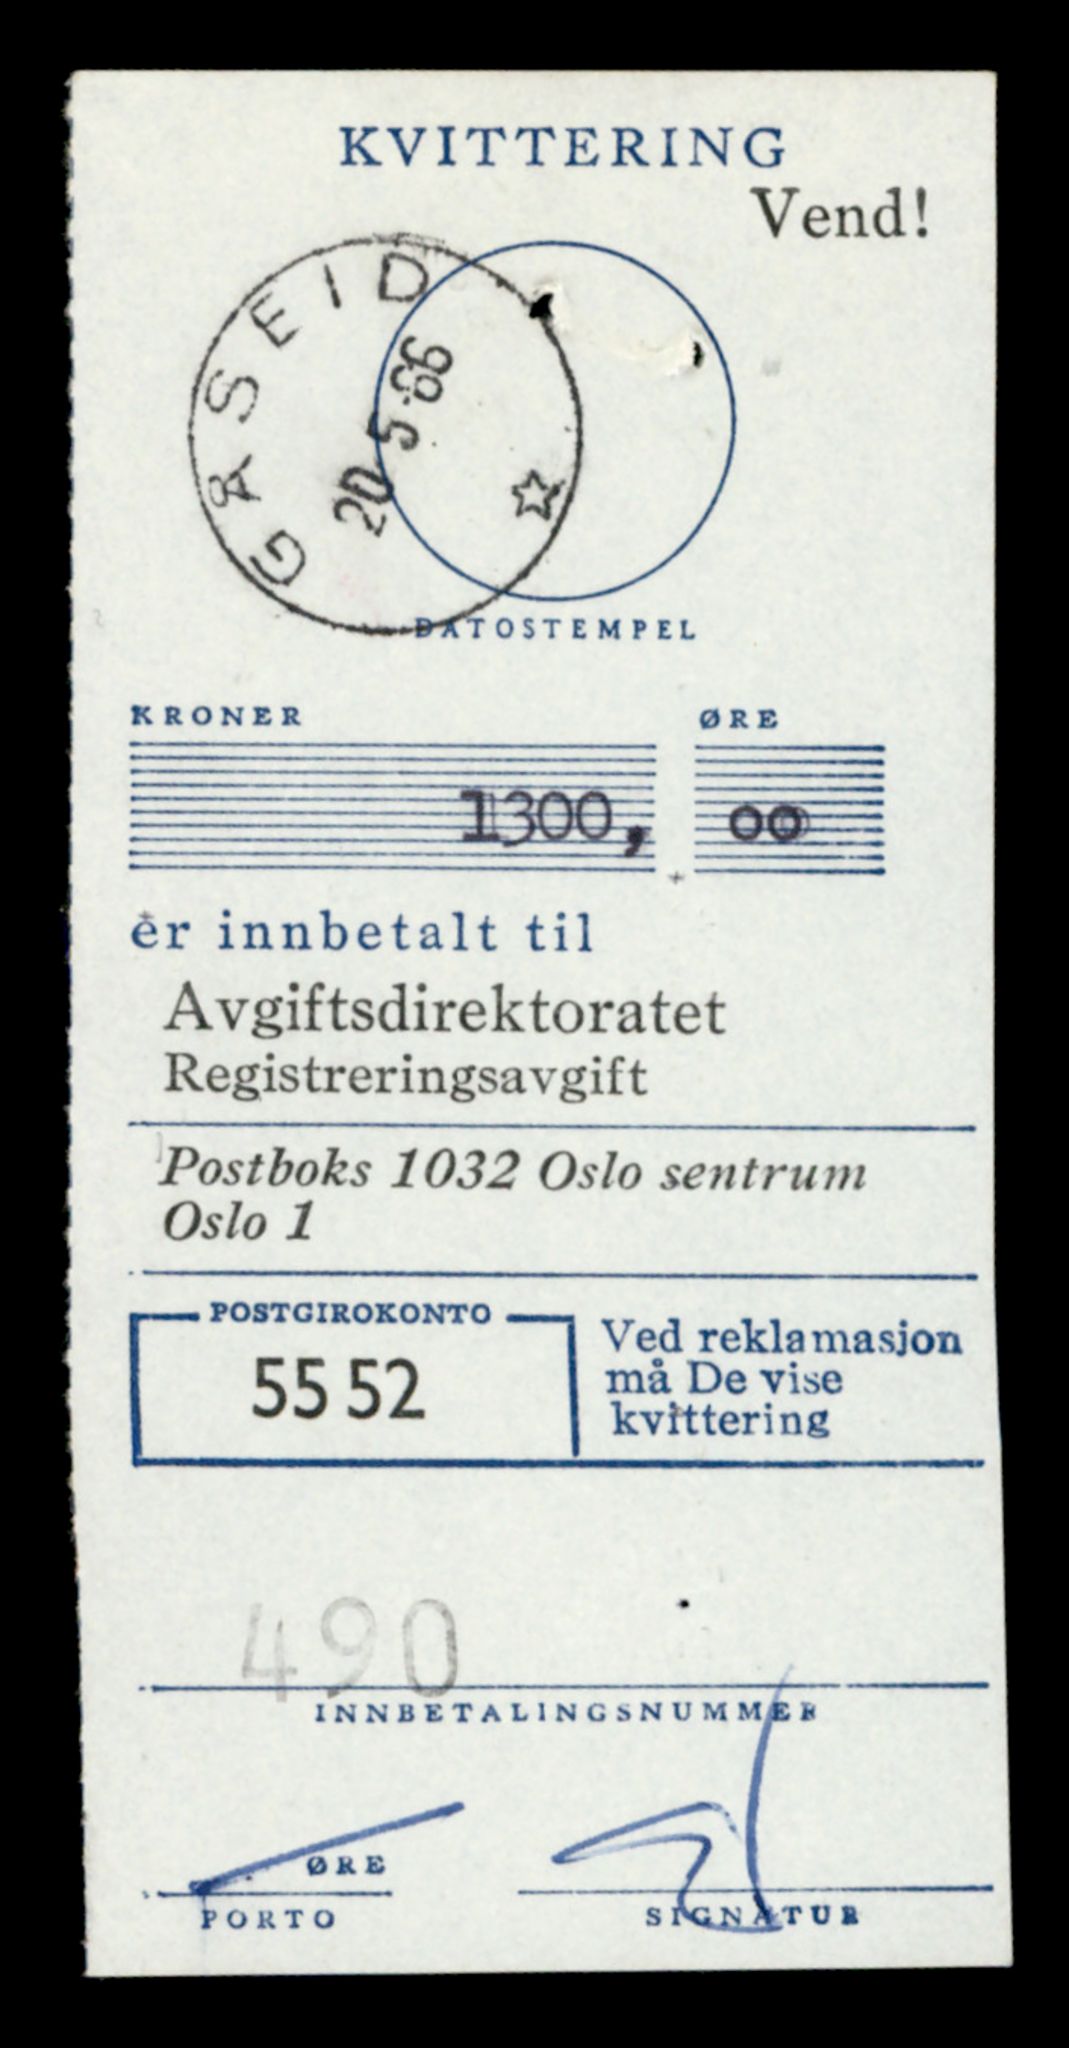 KVITTERING
Vend!
GÅSEID
20.5.66
DATOSTEMPEL
KRONER ØRE
1300, 00
er innbetalt til
Avgiftsdirektoratet
Registreringsavgift
Postboks 1032 Oslo sentrum
Oslo 1
POSTGIROKONTO
55 52
Ved reklamasjon
må De vise
kvittering
490
INNBETALINGSNUMMER
ØRE
PORTO
SIGNATUR